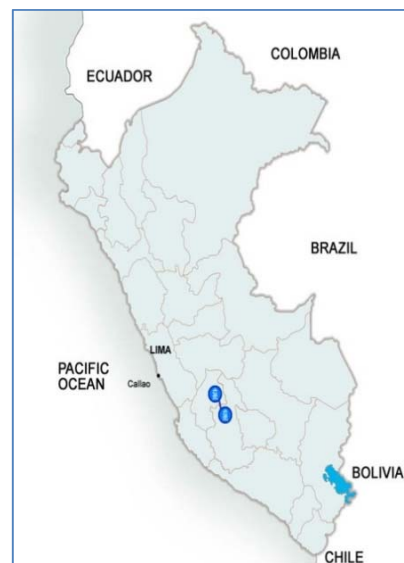 COLOMBIA
ECUADOR
BRAZIL
LIMA
PACIFIC
OCEAN
Callao
BOLIVIA
CHILE